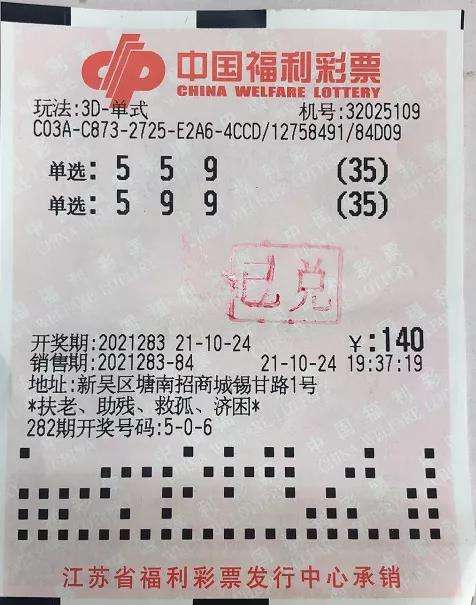 中国福利彩票
CHINA WELFARE LOTTERY
玩法:3D-单式 机号:32025109
C03A-C873-2725-E2A6-4CCD/12758491/84D09
单选: 5 5 9 (35)
单选: 5 9 9 (35)
已兑
开奖期:2021283 21-10-24 ¥:140
销售期:2021283-84 21-10-24 19:37:19
地址:新吴区塘南招商城锡甘路1号
*扶老、助残、救孤、济困*
282期开奖号码:5-0-6
江苏省福利彩票发行中心承销